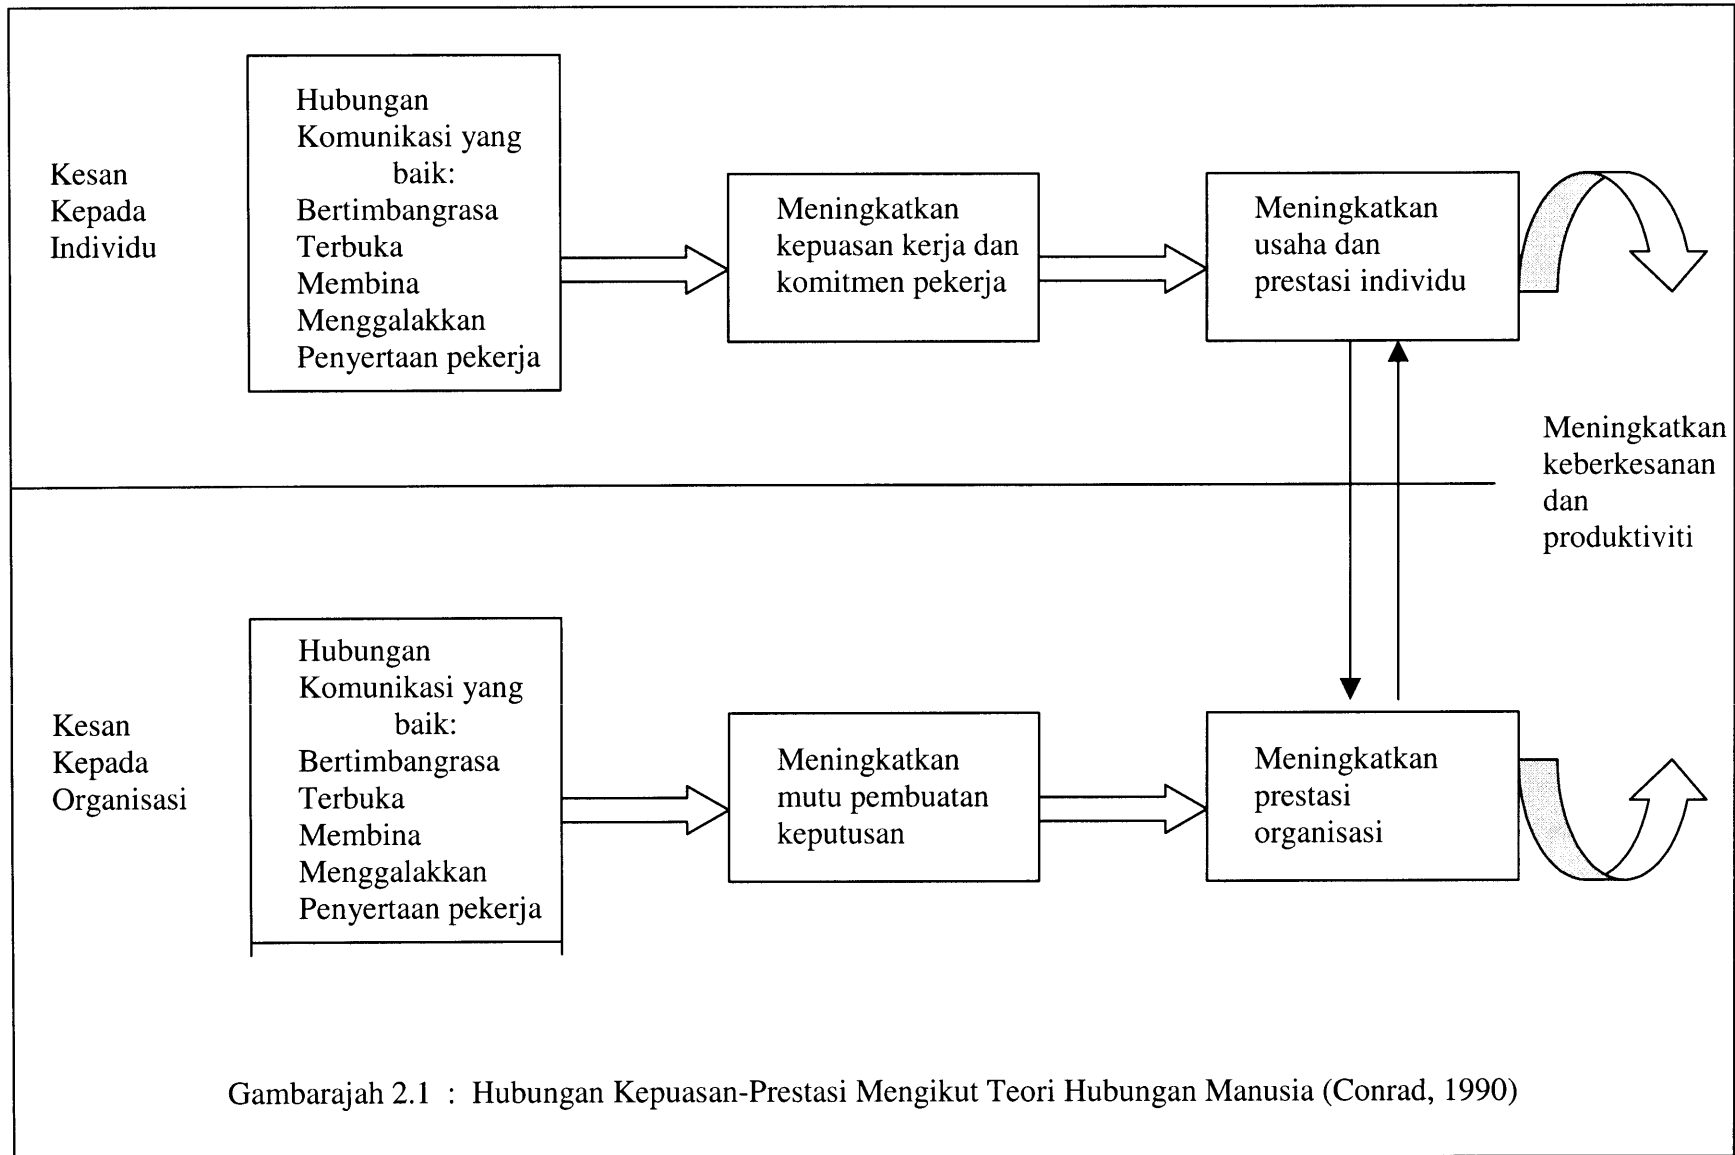 Kesan
Kepada
Individu
Hubungan
Komunikasi yang
baik:
Bertimbangrasa
Terbuka
Membina
Menggalakkan
Penyertaan pekerja
Meningkatkan
kepuasan kerja dan
komitmen pekerja
Meningkatkan
usaha dan
prestasi individu
Meningkatkan
keberkesanan
dan
produktiviti
Kesan
Kepada
Organisasi
Hubungan
Komunikasi yang
baik:
Bertimbangrasa
Terbuka
Membina
Menggalakkan
Penyertaan pekerja
Meningkatkan
mutu pembuatan
keputusan
Meningkatkan
prestasi
organisasi
Gambarajah 2.1 : Hubungan Kepuasan-Prestasi Mengikut Teori Hubungan Manusia (Conrad, 1990)